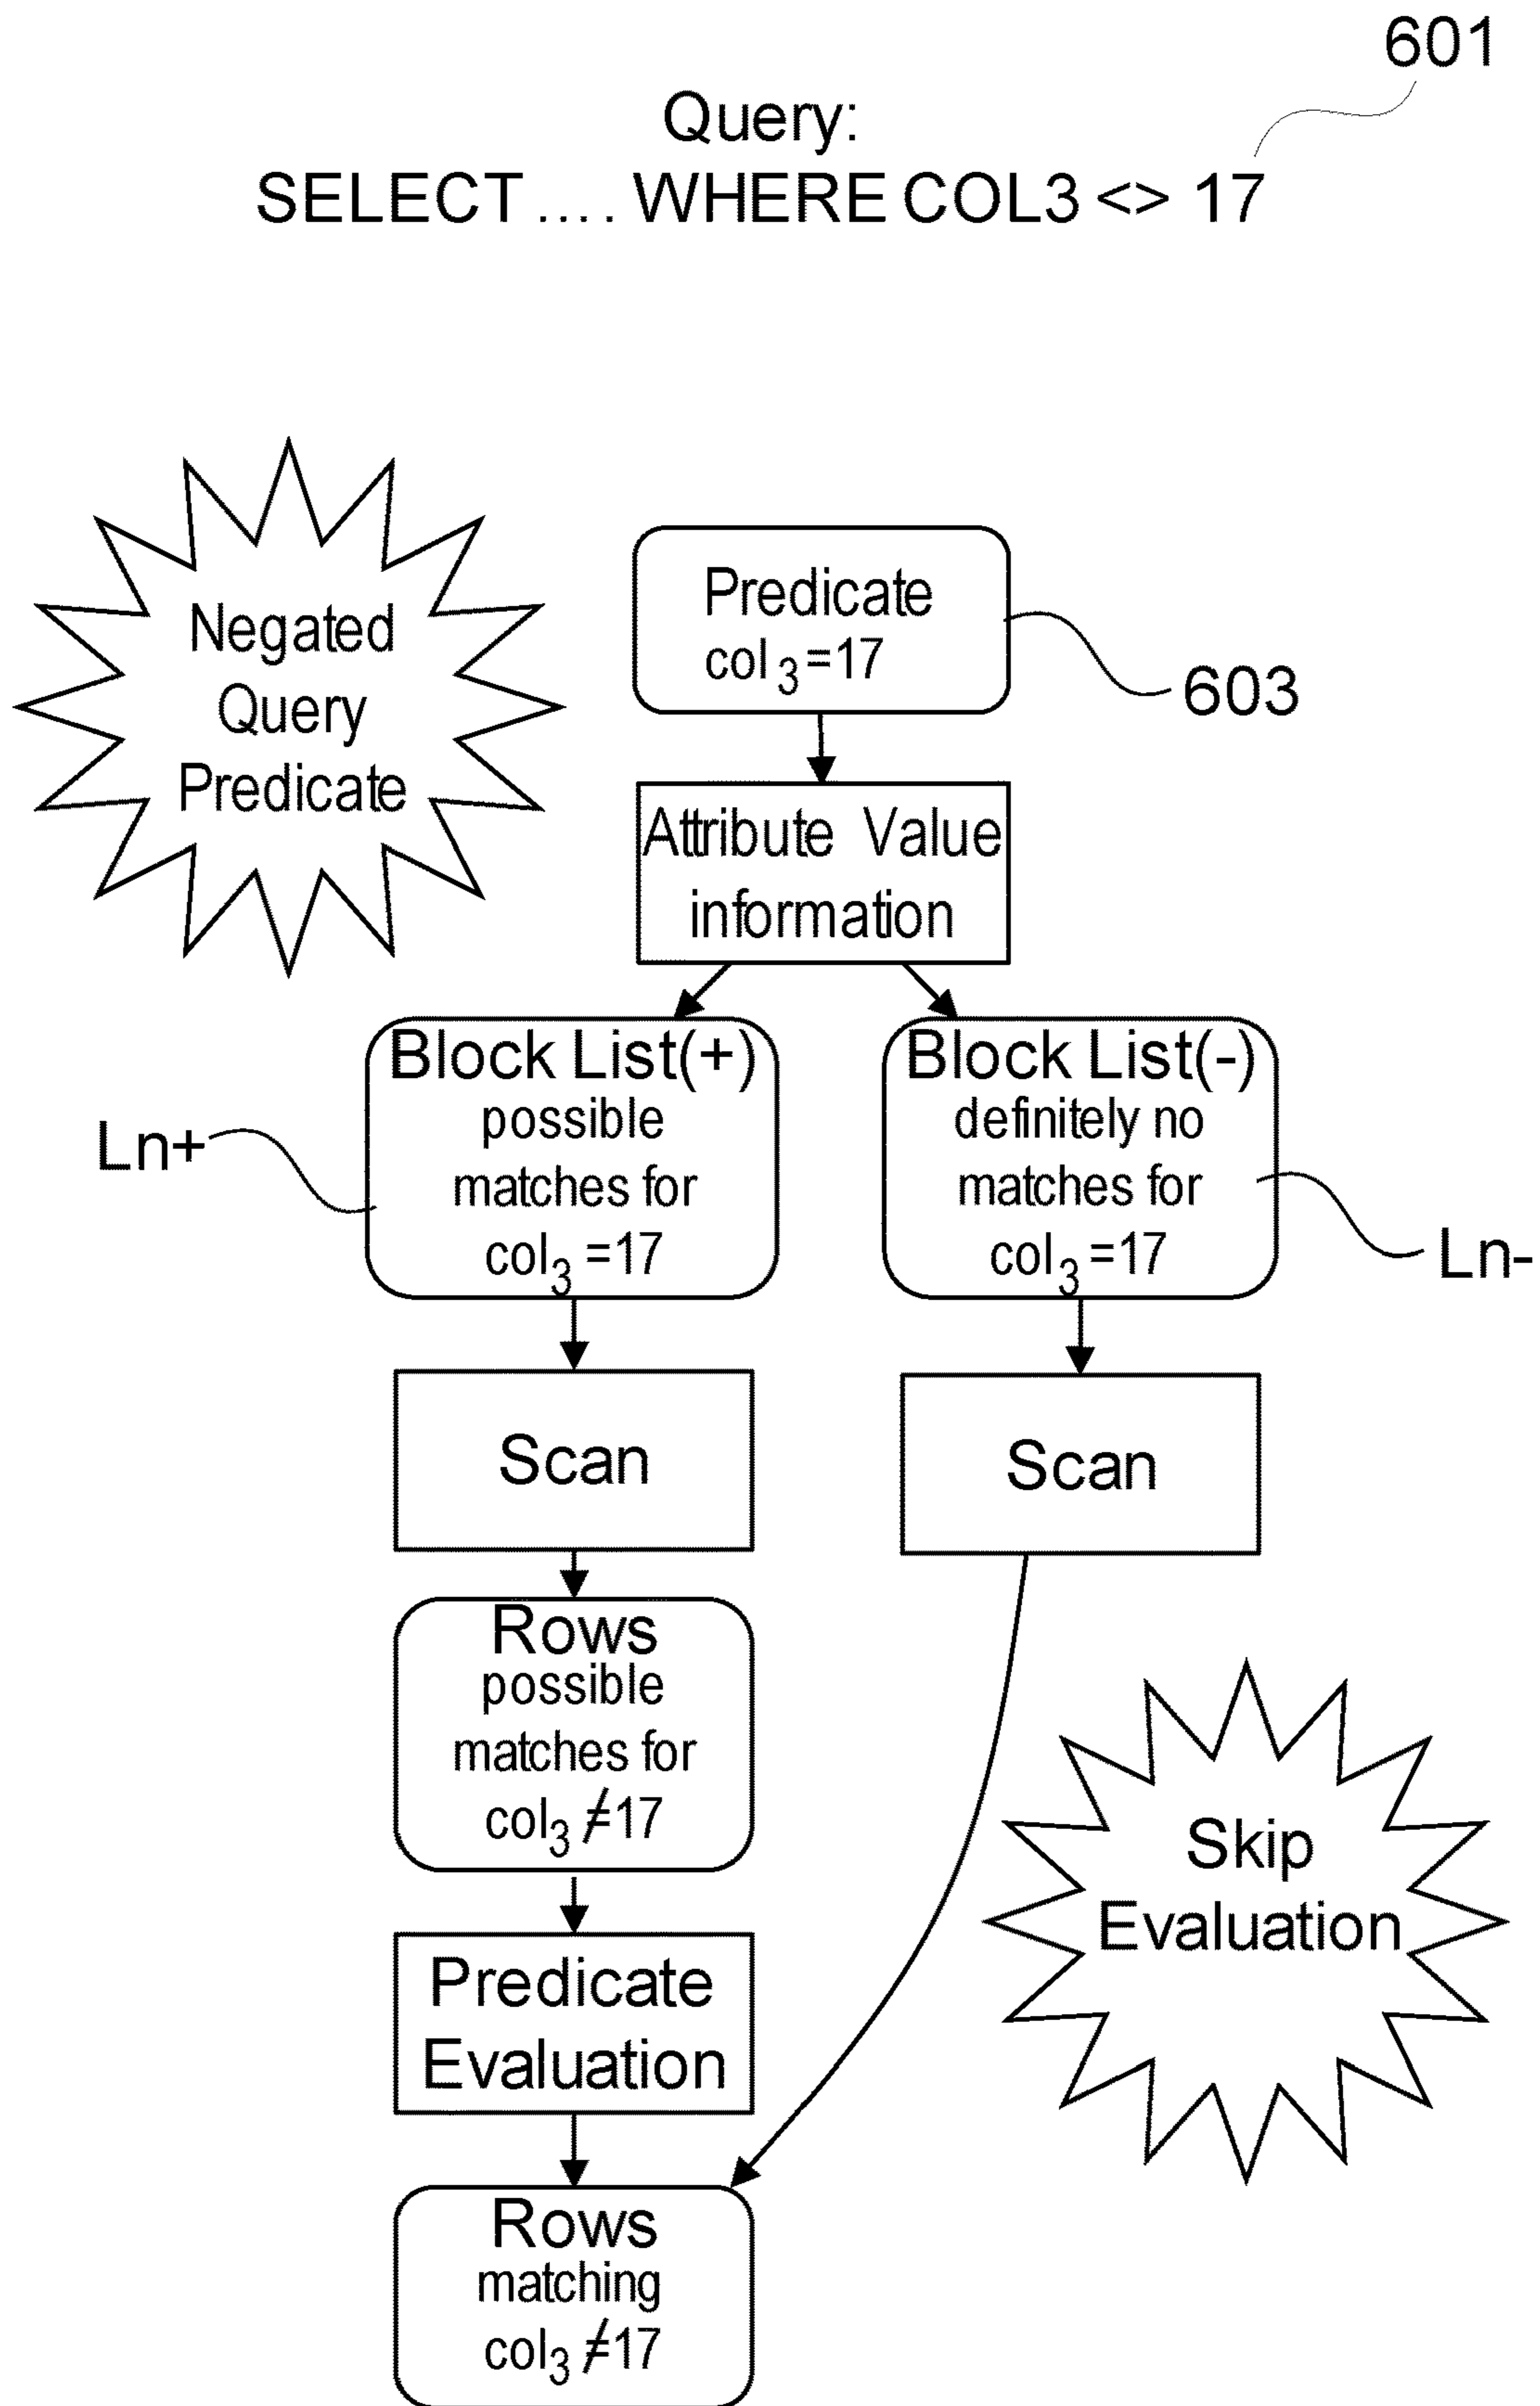 601
Query:
SELECT .... WHERE COL3 <> 17
Negated
Query
Predicate
Predicate
col₃=17
603
Attribute Value
information
Block List(+)
possible
matches for
col₃=17
Ln+
Block List(-)
definitely no
matches for
col₃=17
Ln-
Scan
Scan
Rows
possible
matches for
col₃≠17
Skip
Evaluation
Predicate
Evaluation
Rows
matching
col₃≠17